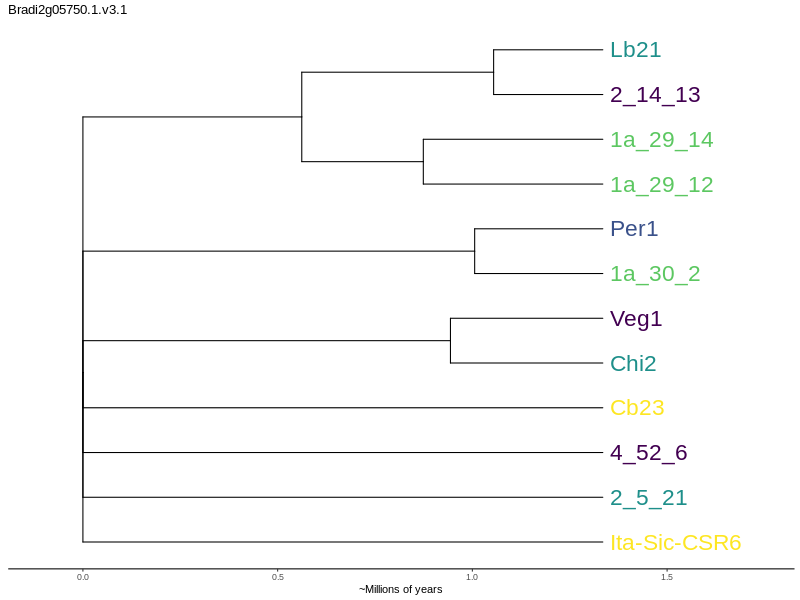 Bradi2g05750.1.v3.1
Lb21
2_14_13
1a_29_14
1a_29_12
Per1
1a_30_2
Veg1
Chi2
Cb23
4_52_6
2_5_21
Ita-Sic-CSR6
0.0 0.5 1.0 1.5
~Millions of years